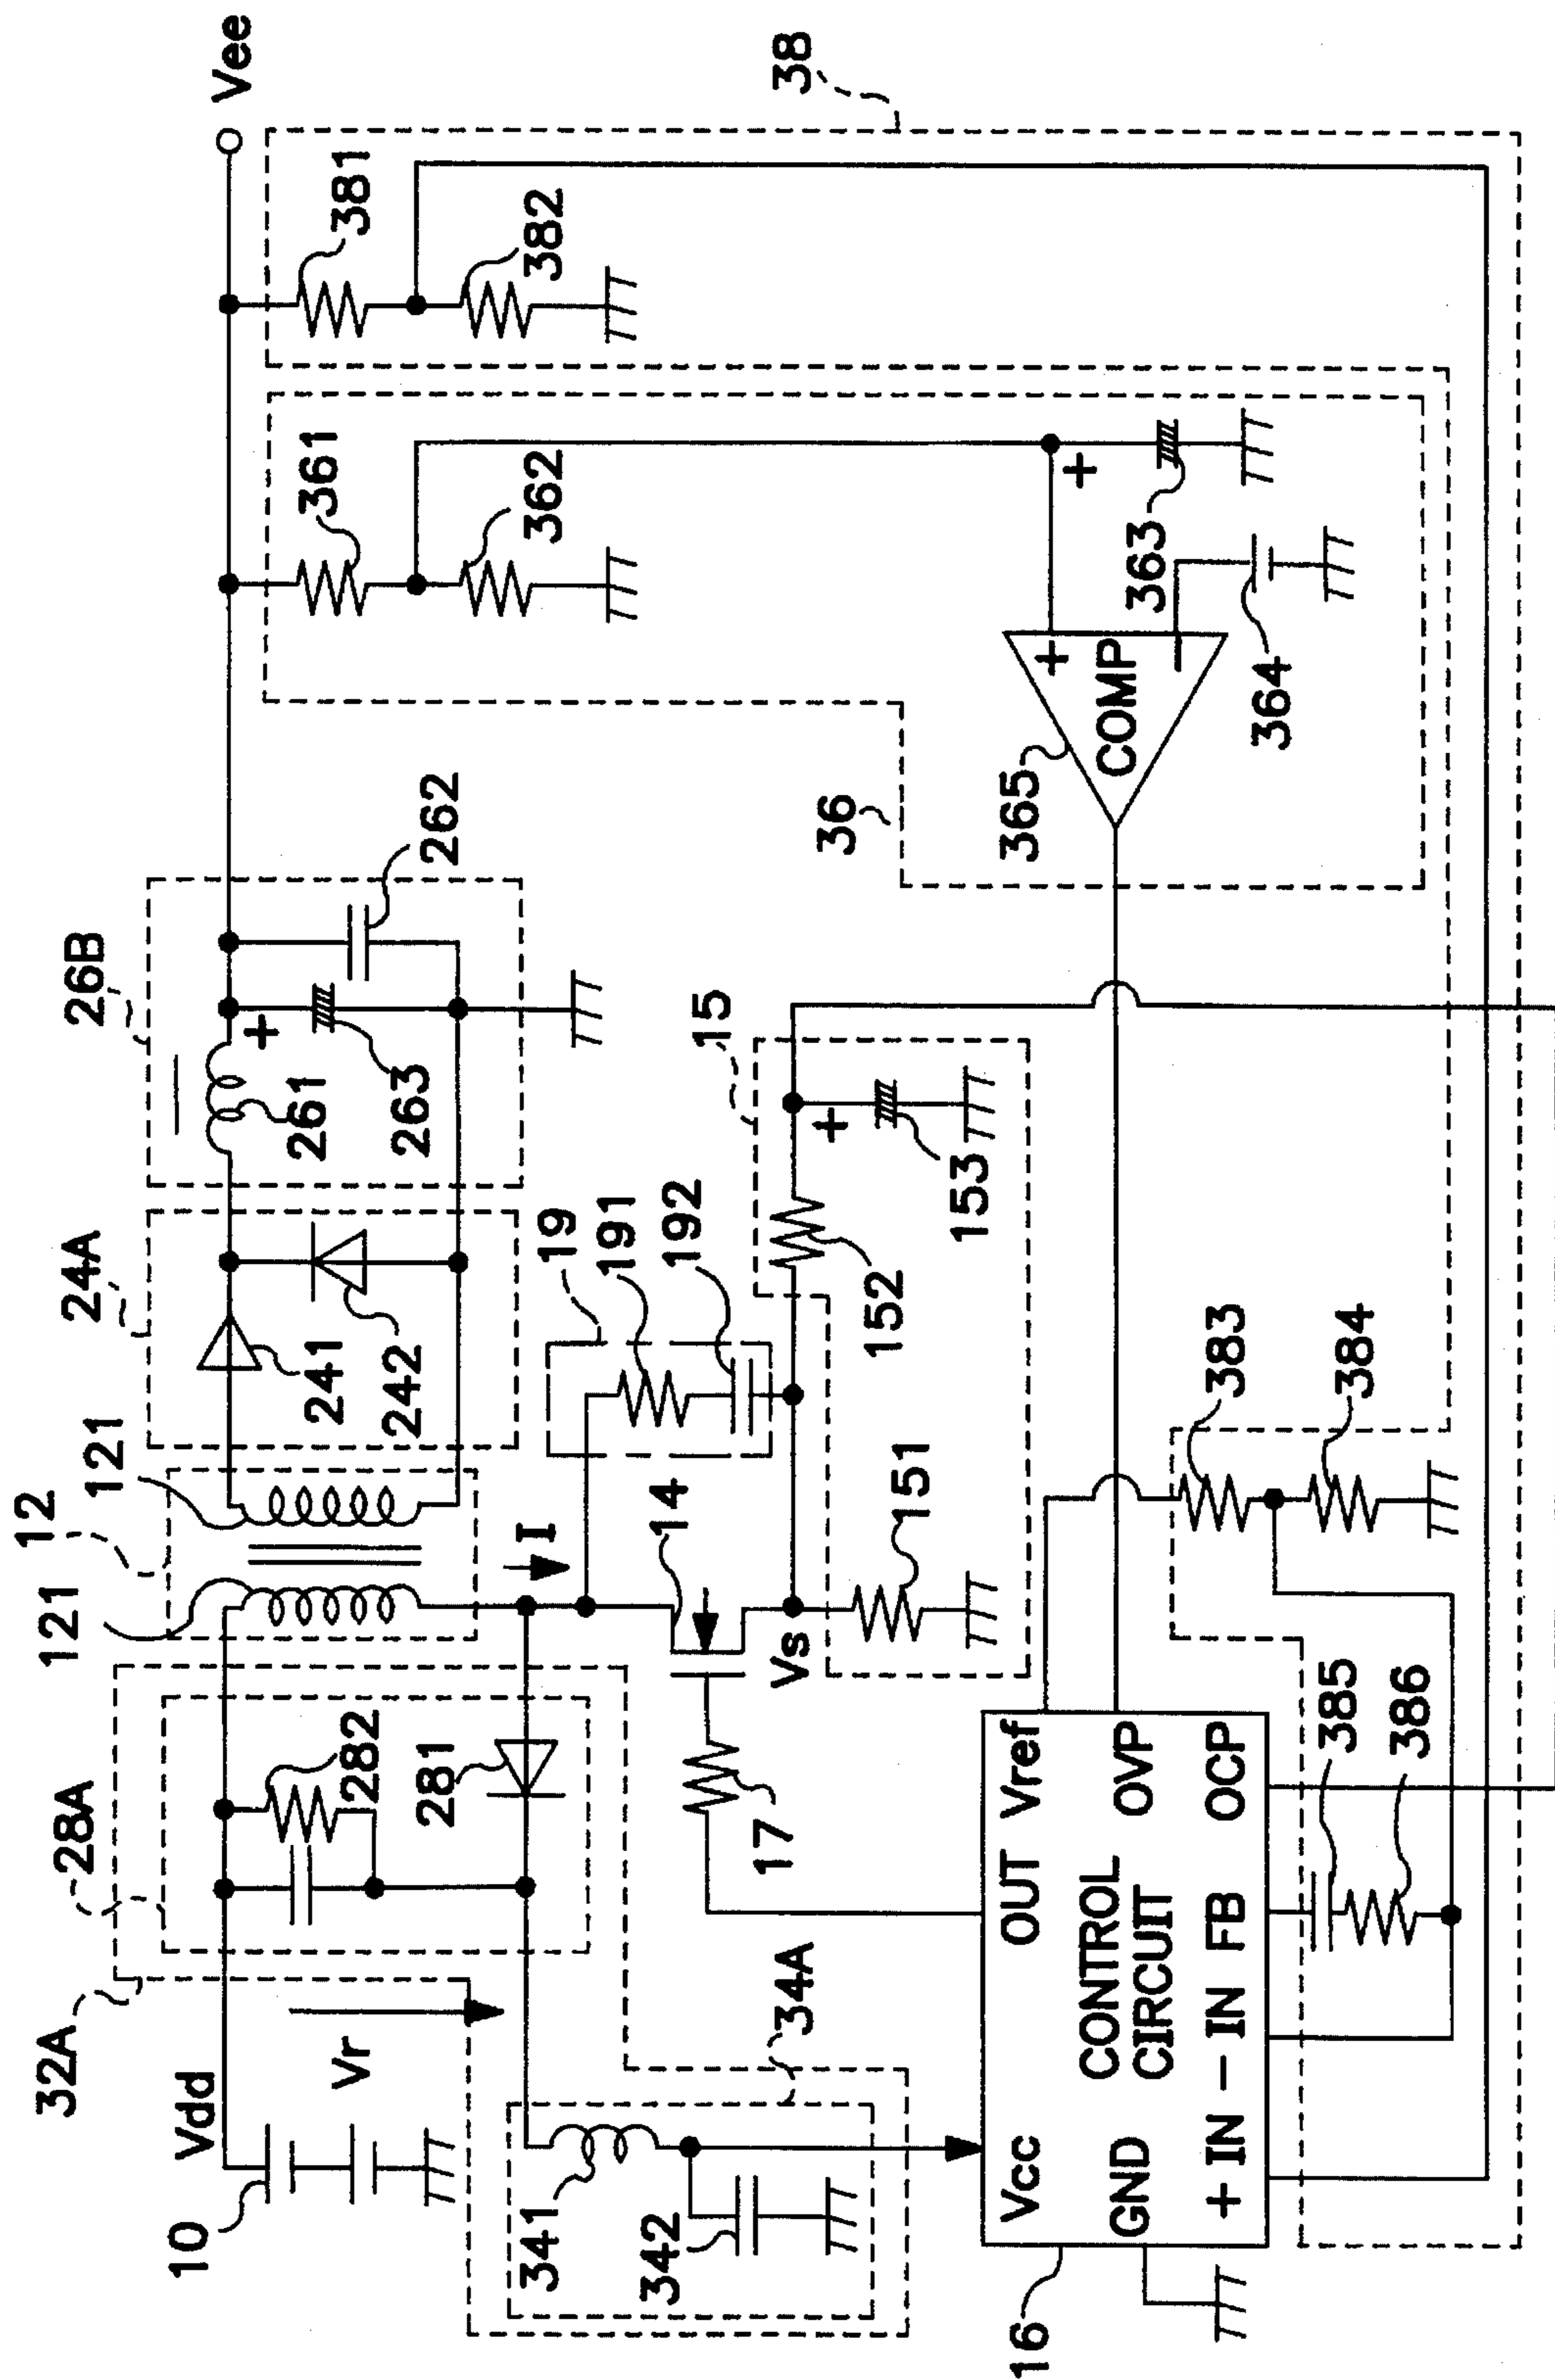 Vee
38
381
382
361
362
363
364
+
+
−
COMP
365
36
262
26B
+
261
263
15
+
153
152
24A
241
242
19
191
192
121
12
121
I
14
Vs
151
383
384
385
386
282
28A
281
17
32A
Vdd
Vr
10
34A
341
342
OUT Vref
CONTROL
CIRCUIT
OVP
Vcc
GND
+ IN − IN FB OCP
16